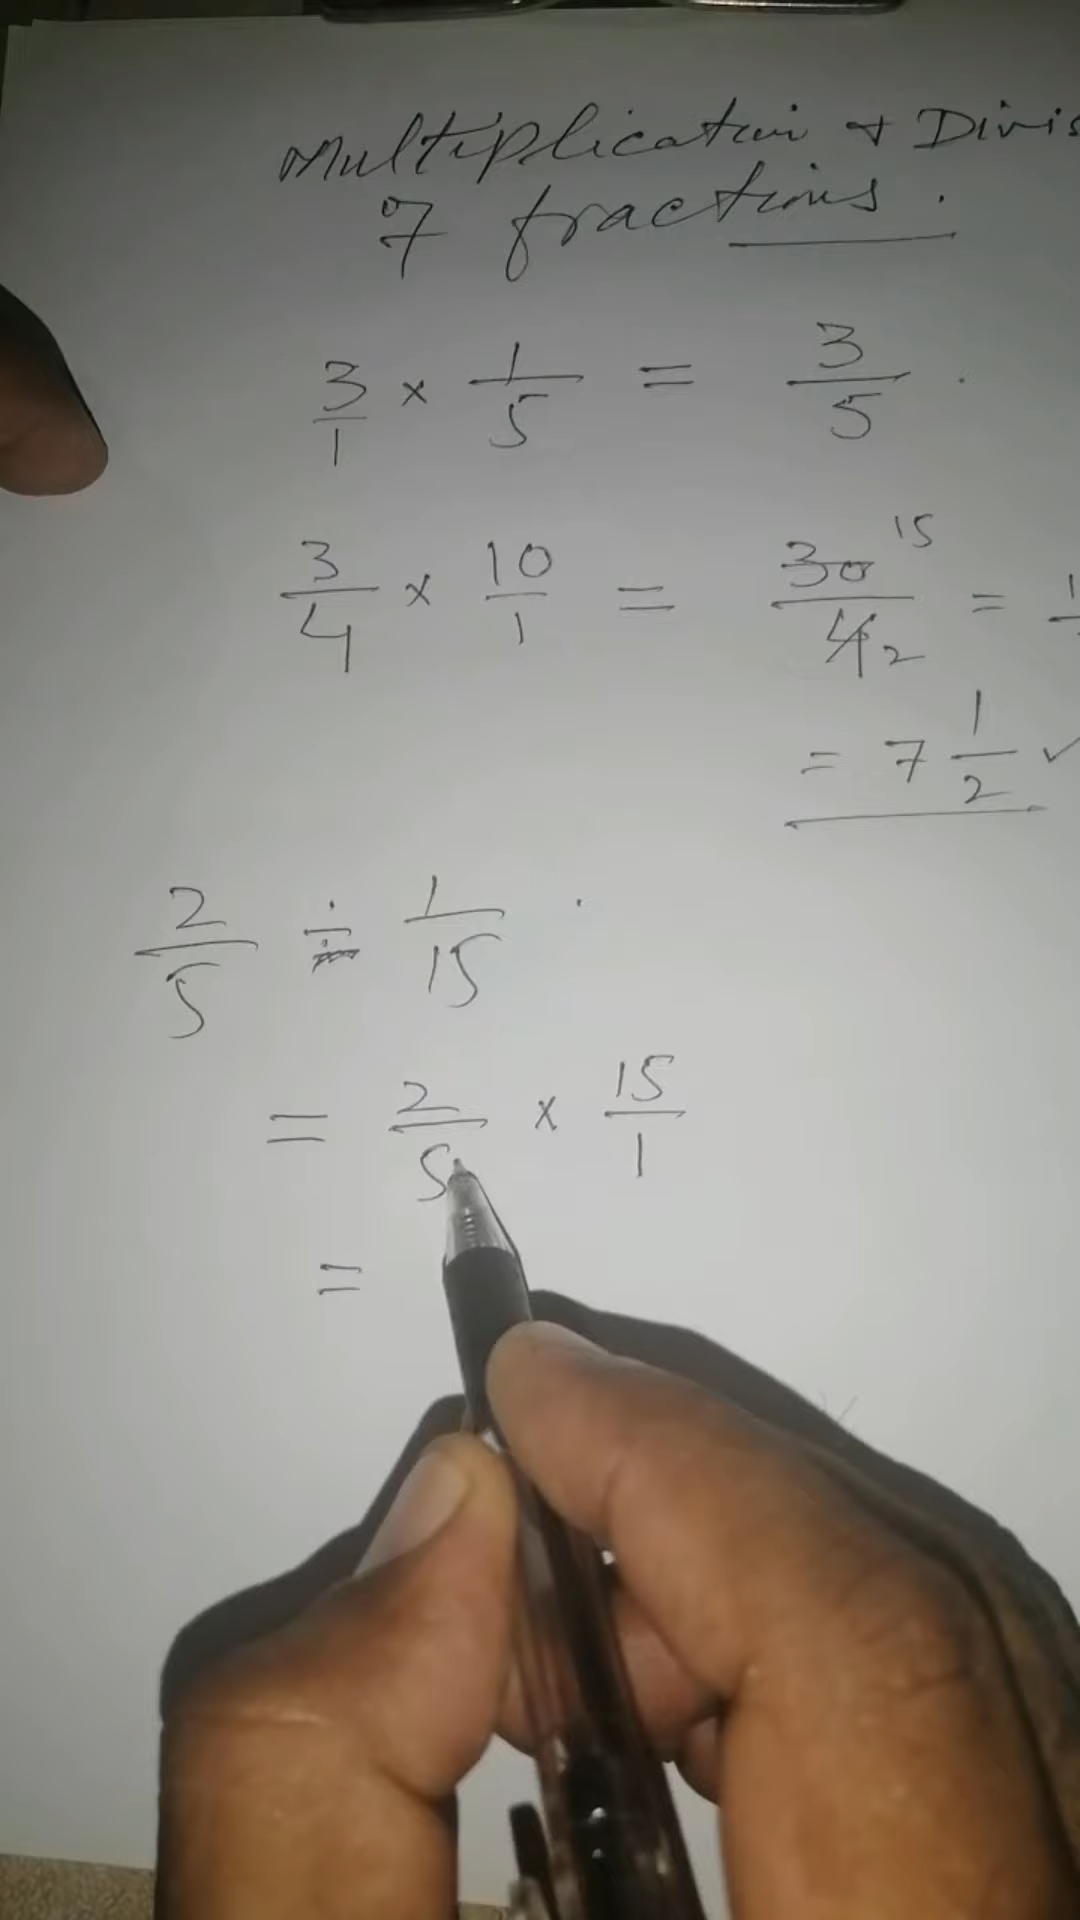 Multiplication & Divis
of fractions.
3/1 × 1/5 = 3/5
3/4 × 10/1 = 30/4 15/2 =
= 7 1/2 ✓
2/5 ÷ 1/15
= 2/5 × 15/1
=